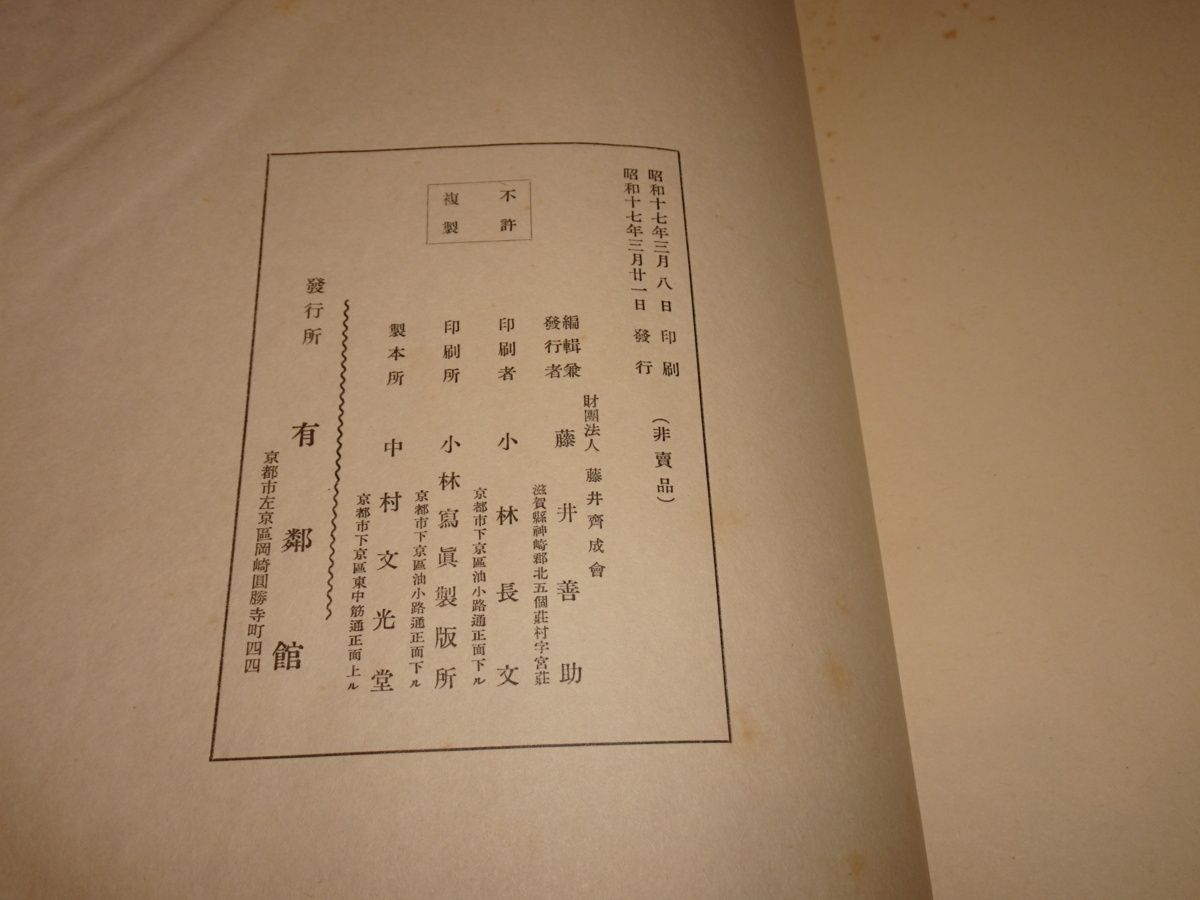 昭和十七年三月八日印刷
昭和十七年三月廿一日發行
(非賣品)
不許
複製
編輯兼
發行者
財團法人 藤井齊成會
藤井善助
滋賀縣神崎郡北五個莊村字宮莊
印刷者 小林長文
京都市下京區油小路通正面下ル
印刷所 小林寫眞製版所
京都市下京區油小路通正面下ル
製本所 中村文光堂
京都市下京區東中筋通正面上ル
發行所 有鄰館
京都市左京區岡崎圓勝寺町四四